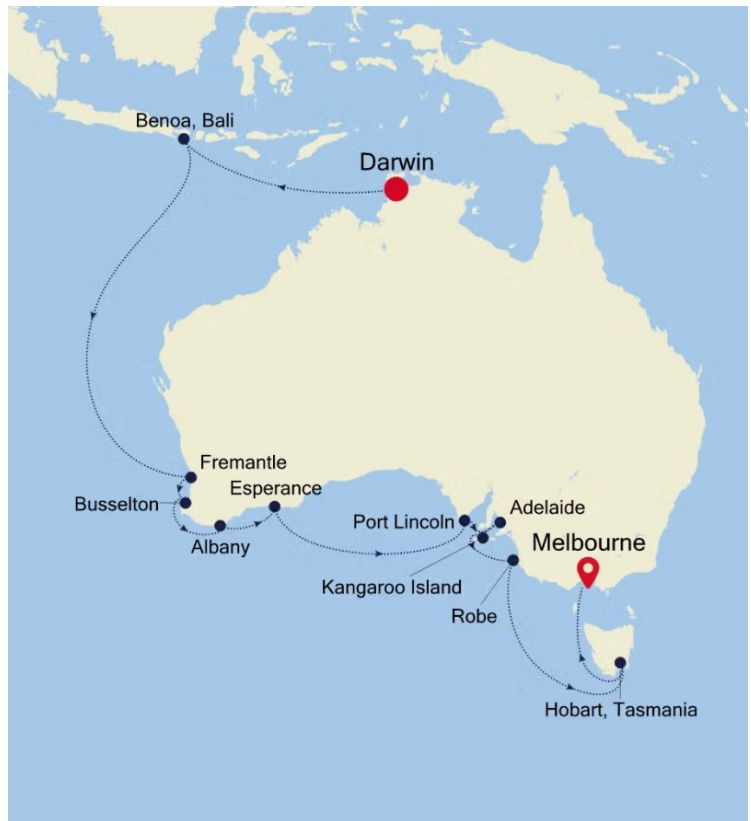 Benoa, Bali
Darwin
Fremantle
Esperance
Busselton
Albany
Port Lincoln
Adelaide
Melbourne
Kangaroo Island
Robe
Hobart, Tasmania